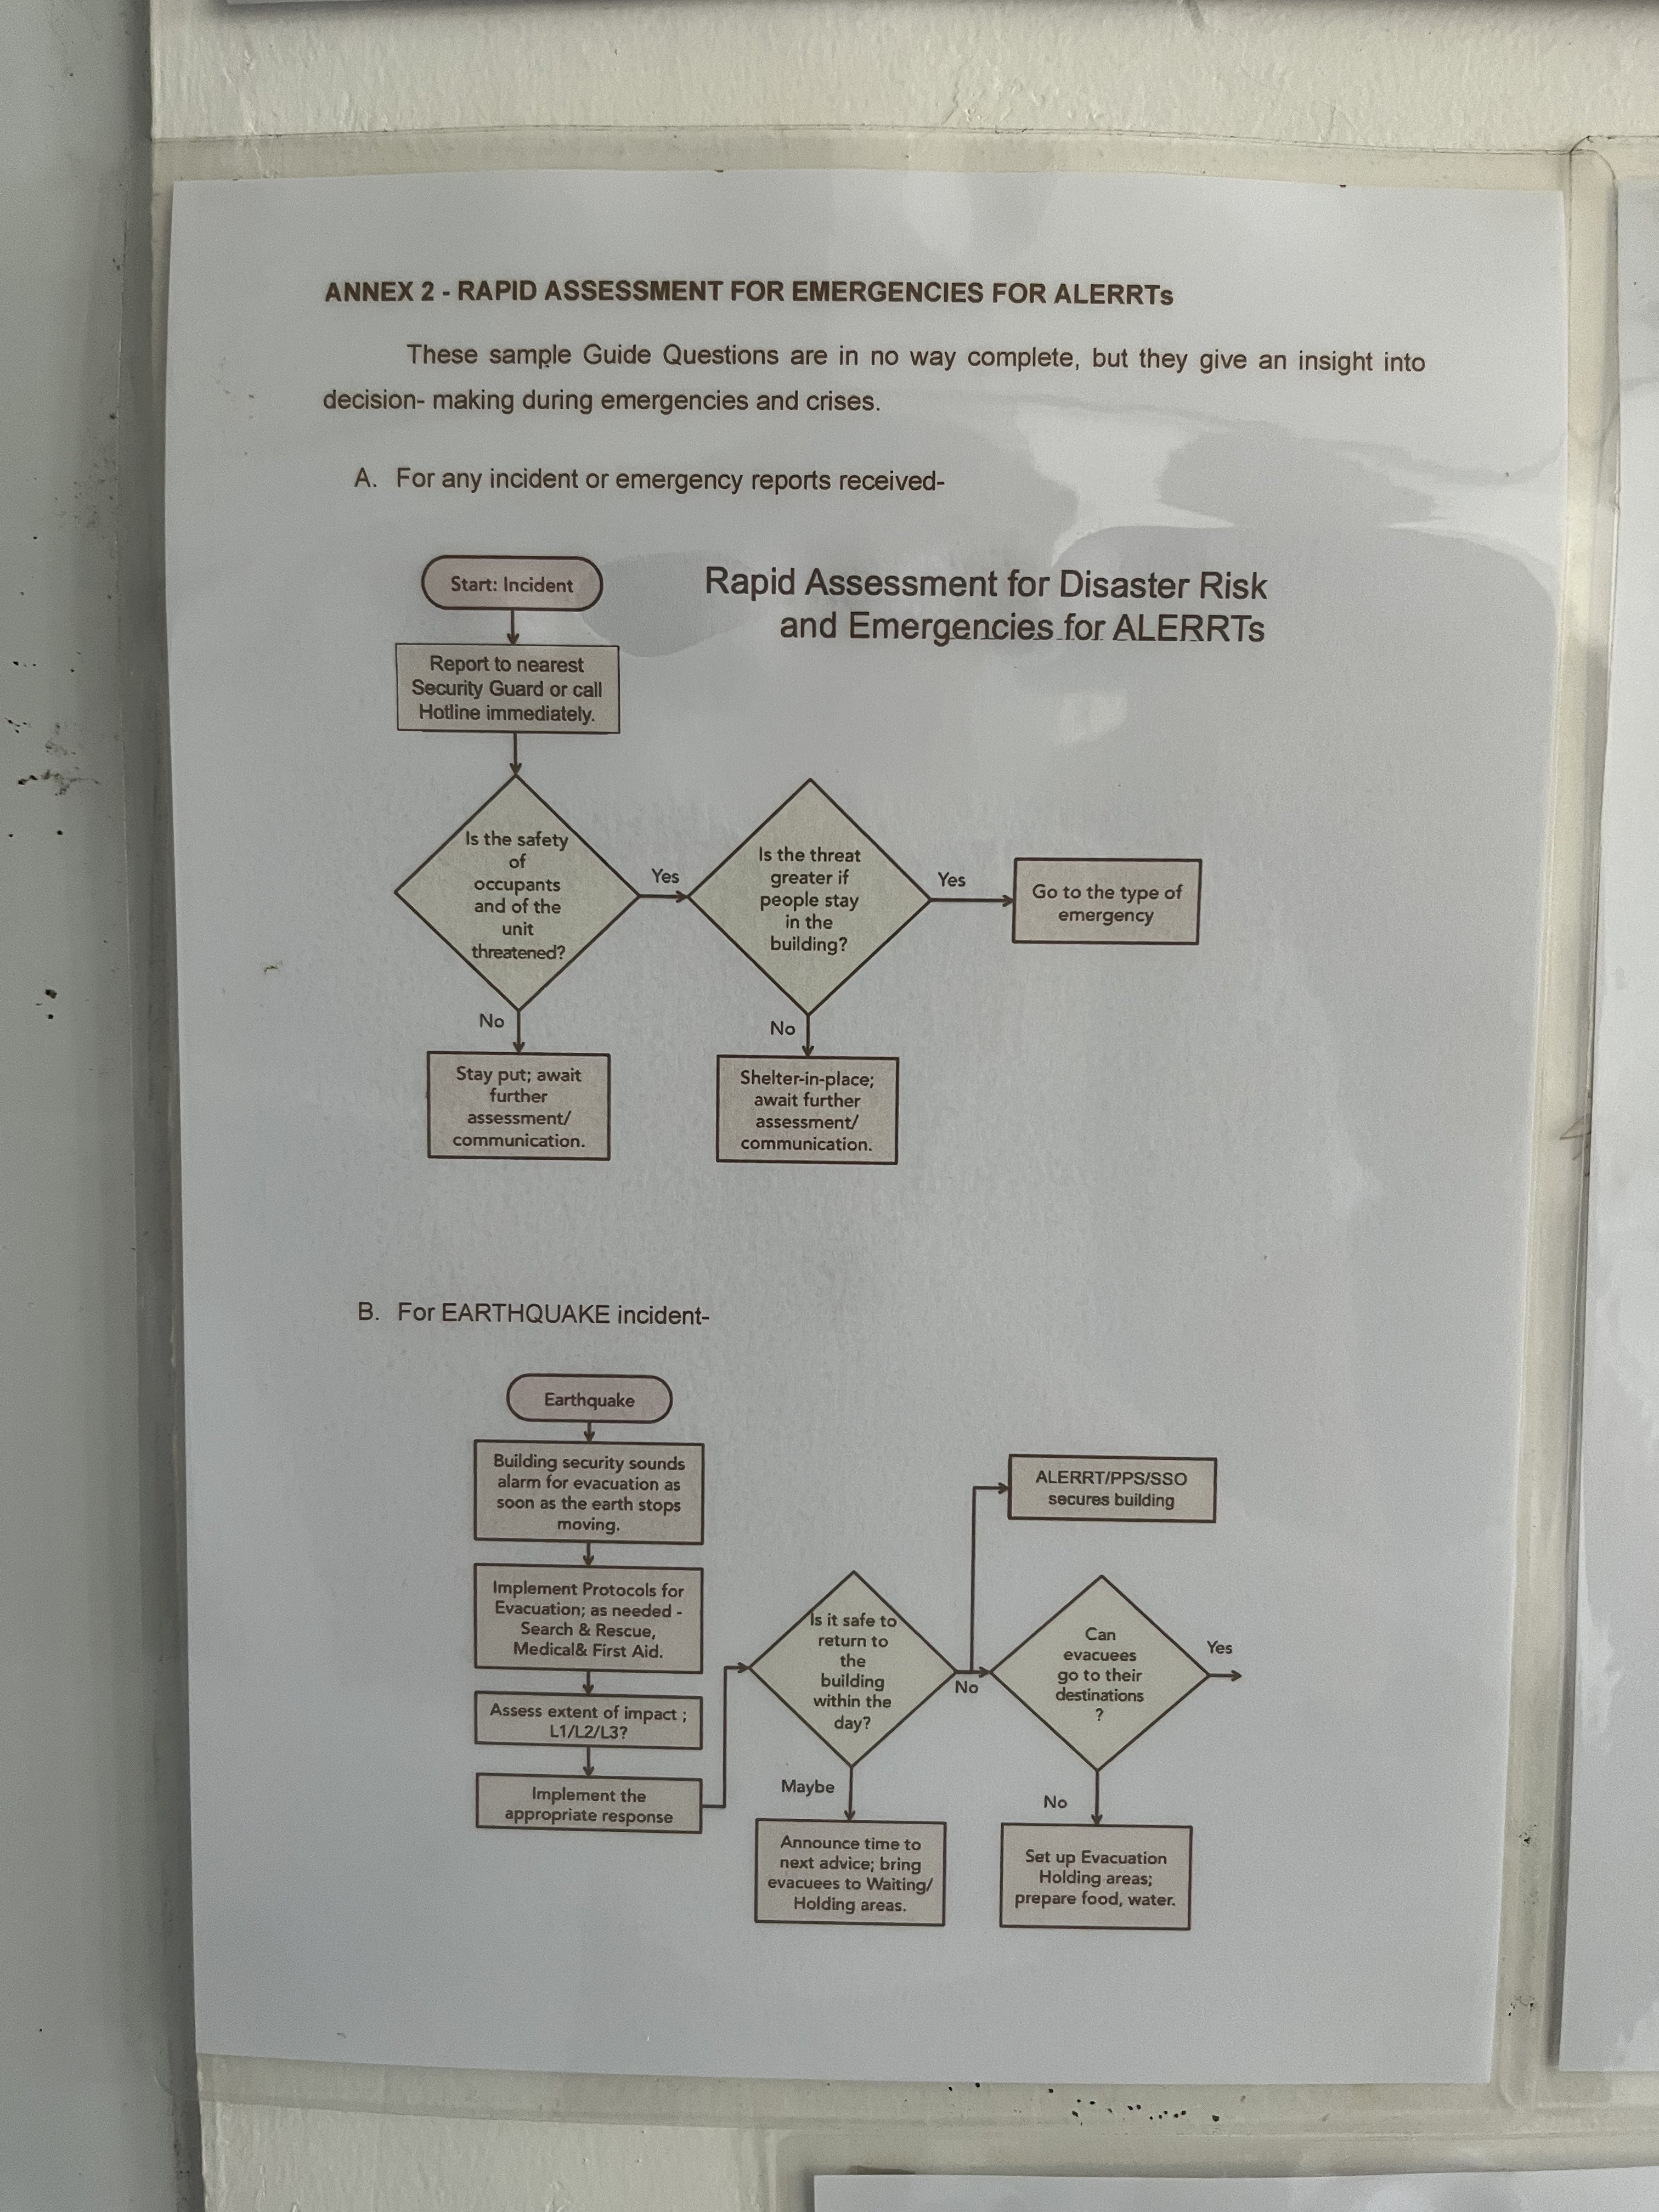 ANNEX 2 - RAPID ASSESSMENT FOR EMERGENCIES FOR ALERRTs
These sample Guide Questions are in no way complete, but they give an insight into
decision- making during emergencies and crises.
A. For any incident or emergency reports received-
Start: Incident
Rapid Assessment for Disaster Risk
and Emergencies for ALERRTs
Report to nearest
Security Guard or call
Hotline immediately.
Is the safety
of
occupants
and of the
unit
threatened?
Yes
Is the threat
greater if
people stay
in the
building?
Yes
Go to the type of
emergency
No
Stay put; await
further
assessment/
communication.
No
Shelter-in-place;
await further
assessment/
communication.
B. For EARTHQUAKE incident-
Earthquake
Building security sounds
alarm for evacuation as
soon as the earth stops
moving.
Implement Protocols for
Evacuation; as needed -
Search & Rescue,
Medical& First Aid.
Assess extent of impact ;
L1/L2/L3?
Implement the
appropriate response
Is it safe to
return to
the
building
within the
day?
No
ALERRT/PPS/SSO
secures building
Can
evacuees
go to their
destinations
?
Yes
Maybe
Announce time to
next advice; bring
evacuees to Waiting/
Holding areas.
No
Set up Evacuation
Holding areas;
prepare food, water.